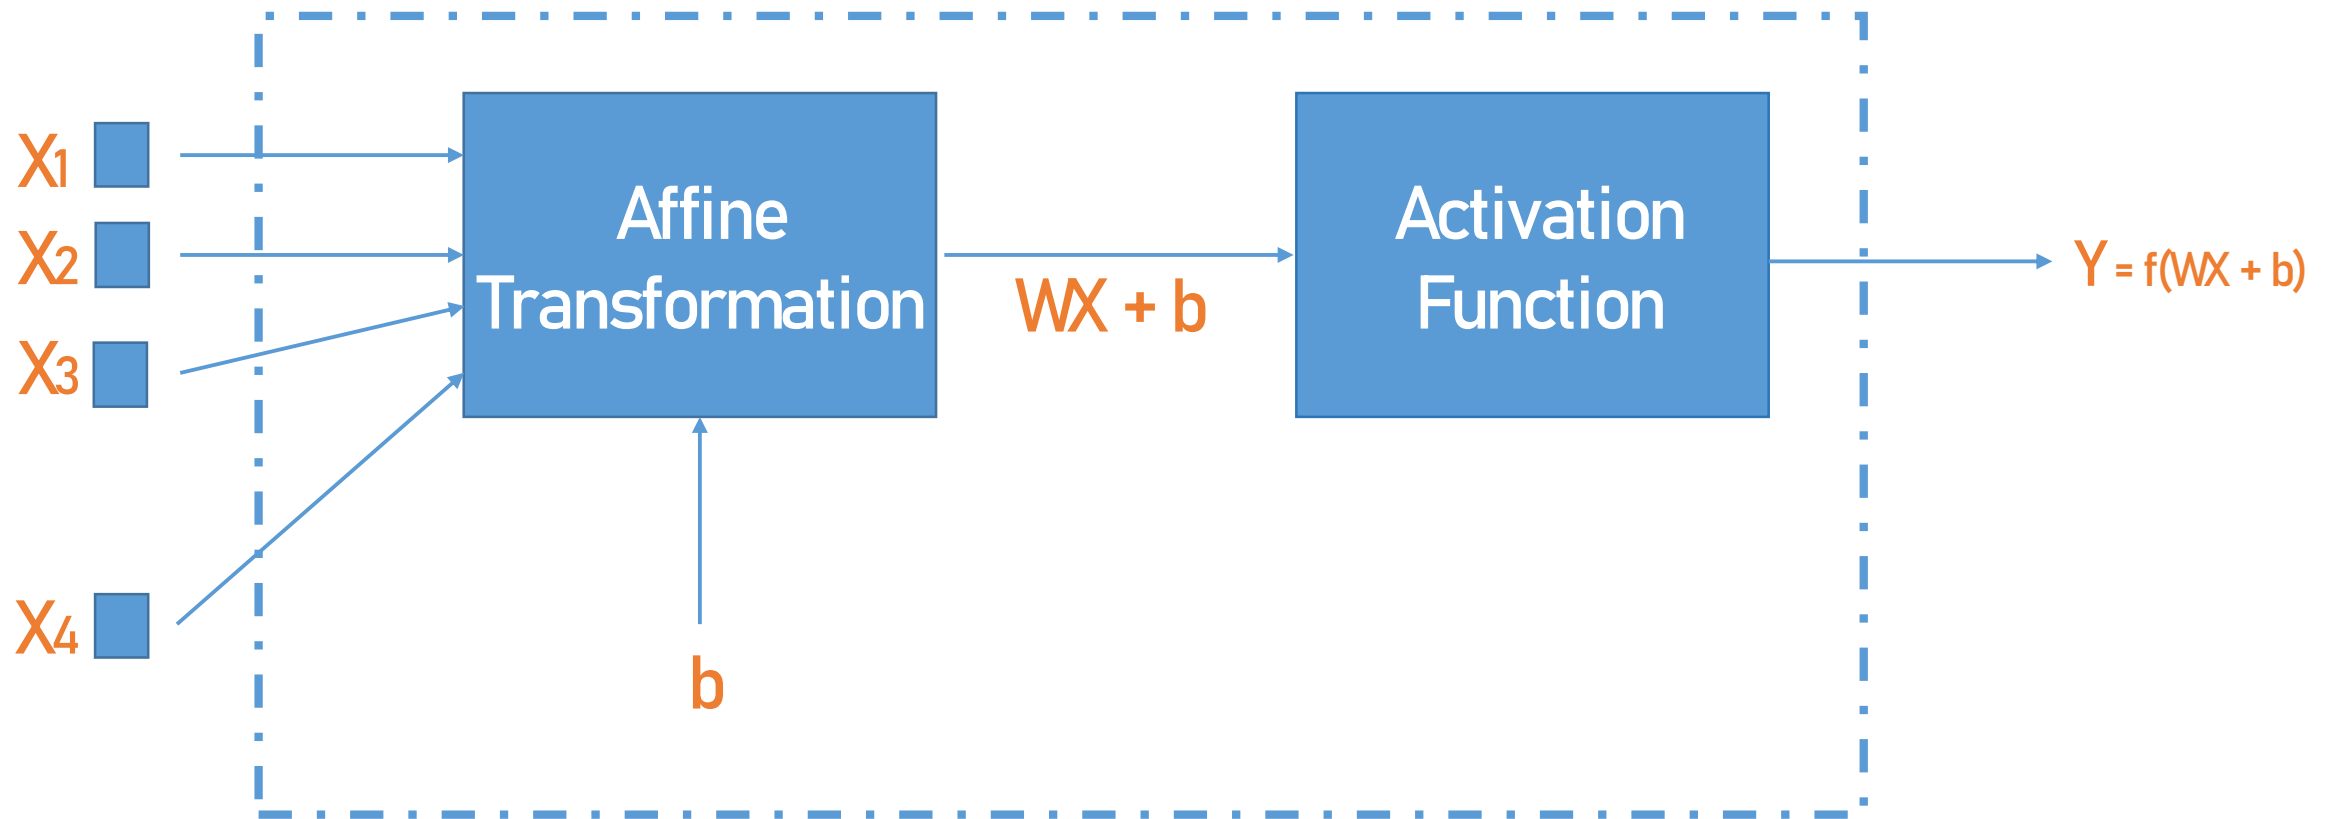 X1
X2
X3
X4
Affine
Transformation
b
WX + b
Activation
Function
Y = f(WX + b)